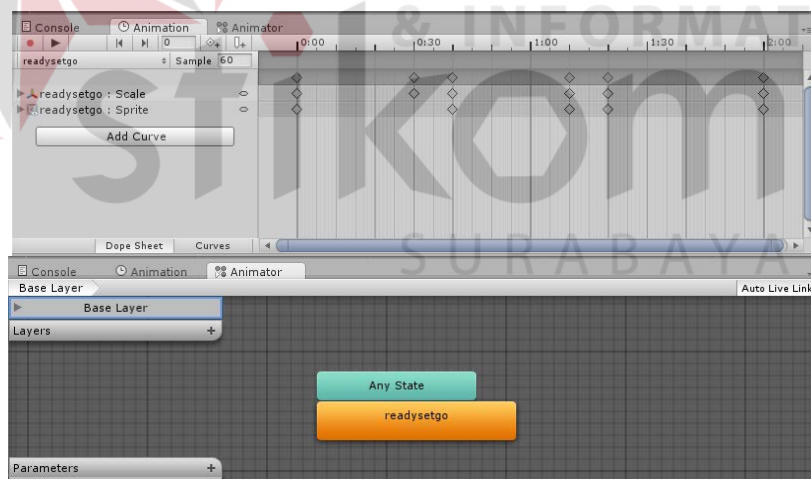 & INFORMAT
Console Animation Animator
0 0:00 0:30 1:00 1:30 2:00
readysetgo Sample 60
readysetgo : Scale
readysetgo : Sprite
Add Curve
stikom
Dope Sheet Curves
SURABAYA
Console Animation Animator
Base Layer Auto Live Link
Base Layer
Layers +
Any State
readysetgo
Parameters +